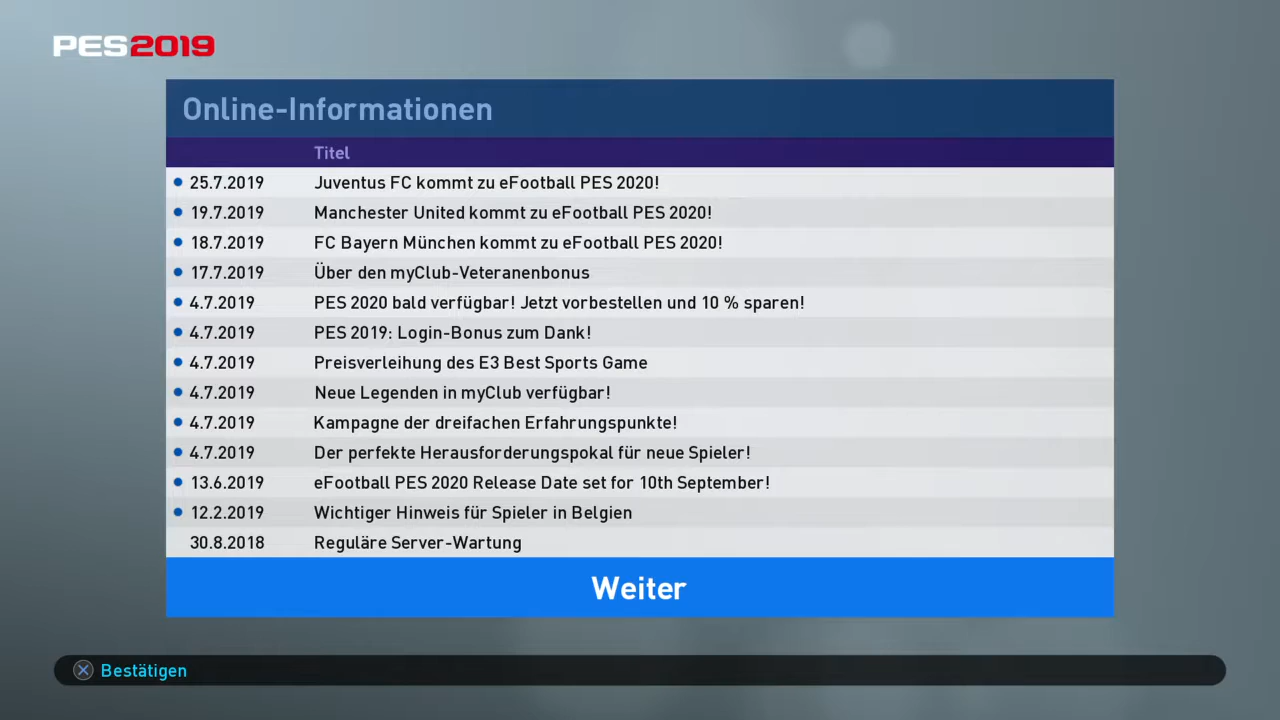 PES2019
Online-Informationen
Titel
25.7.2019 Juventus FC kommt zu eFootball PES 2020!
19.7.2019 Manchester United kommt zu eFootball PES 2020!
18.7.2019 FC Bayern München kommt zu eFootball PES 2020!
17.7.2019 Über den myClub-Veteranenbonus
4.7.2019 PES 2020 bald verfügbar! Jetzt vorbestellen und 10 % sparen!
4.7.2019 PES 2019: Login-Bonus zum Dank!
4.7.2019 Preisverleihung des E3 Best Sports Game
4.7.2019 Neue Legenden in myClub verfügbar!
4.7.2019 Kampagne der dreifachen Erfahrungspunkte!
4.7.2019 Der perfekte Herausforderungspokal für neue Spieler!
13.6.2019 eFootball PES 2020 Release Date set for 10th September!
12.2.2019 Wichtiger Hinweis für Spieler in Belgien
30.8.2018 Reguläre Server-Wartung
Weiter
Bestätigen